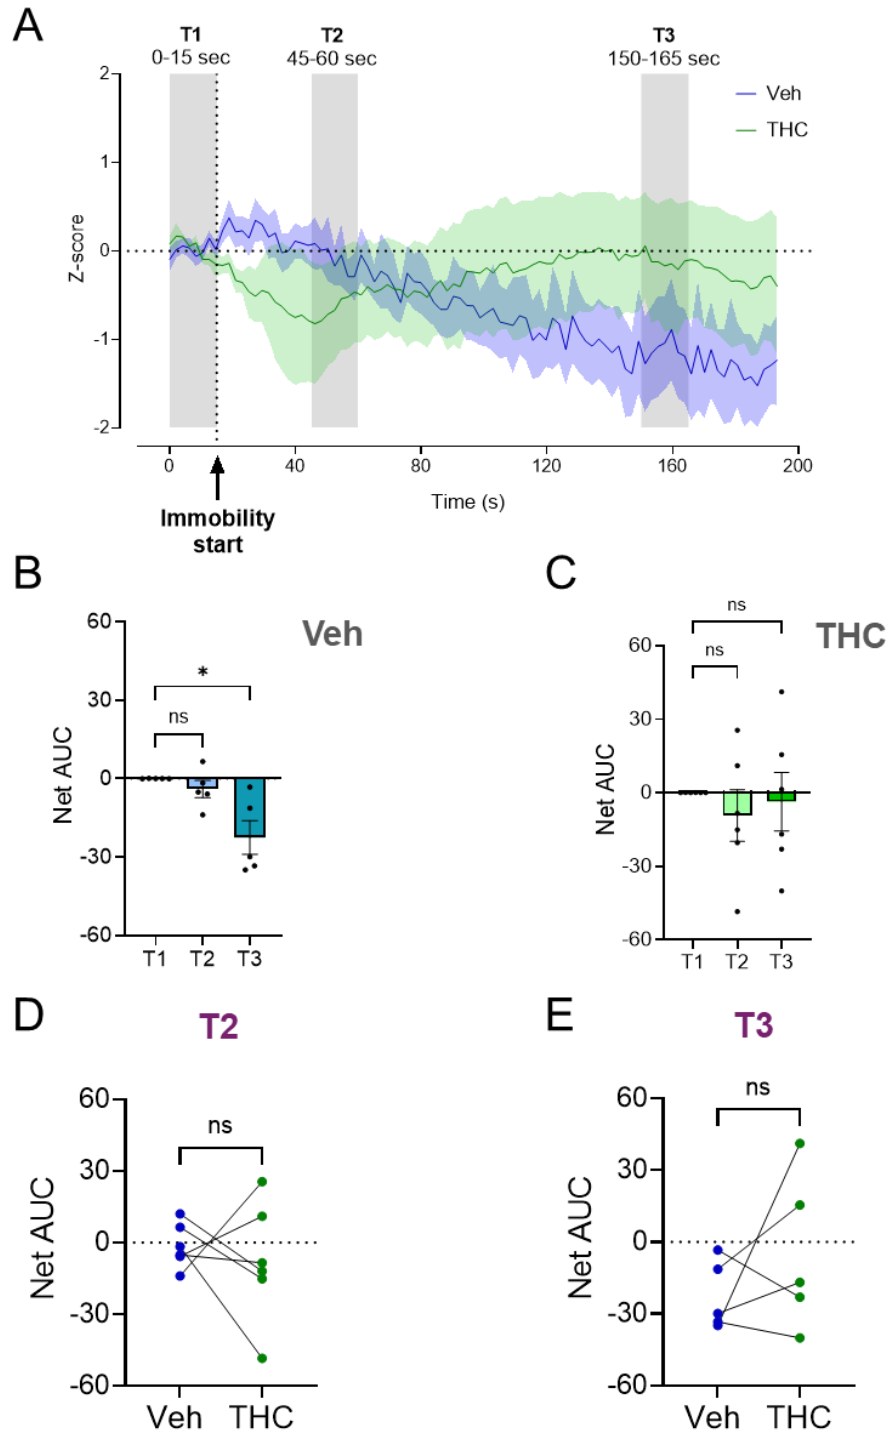 A
T1 T2 T3
0-15 sec 45-60 sec 150-165 sec
2
1
0
-1
-2
Z-score
Veh
THC
0 40 80 120 160 200
Time (s)
Immobility
start
B
Veh
60
30
0
-30
-60
Net AUC
*
ns
T1 T2 T3
C
THC
60
30
0
-30
-60
Net AUC
ns
ns
T1 T2 T3
D
T2
60
30
0
-30
-60
Net AUC
ns
Veh THC
E
T3
60
30
0
-30
-60
Net AUC
ns
Veh THC